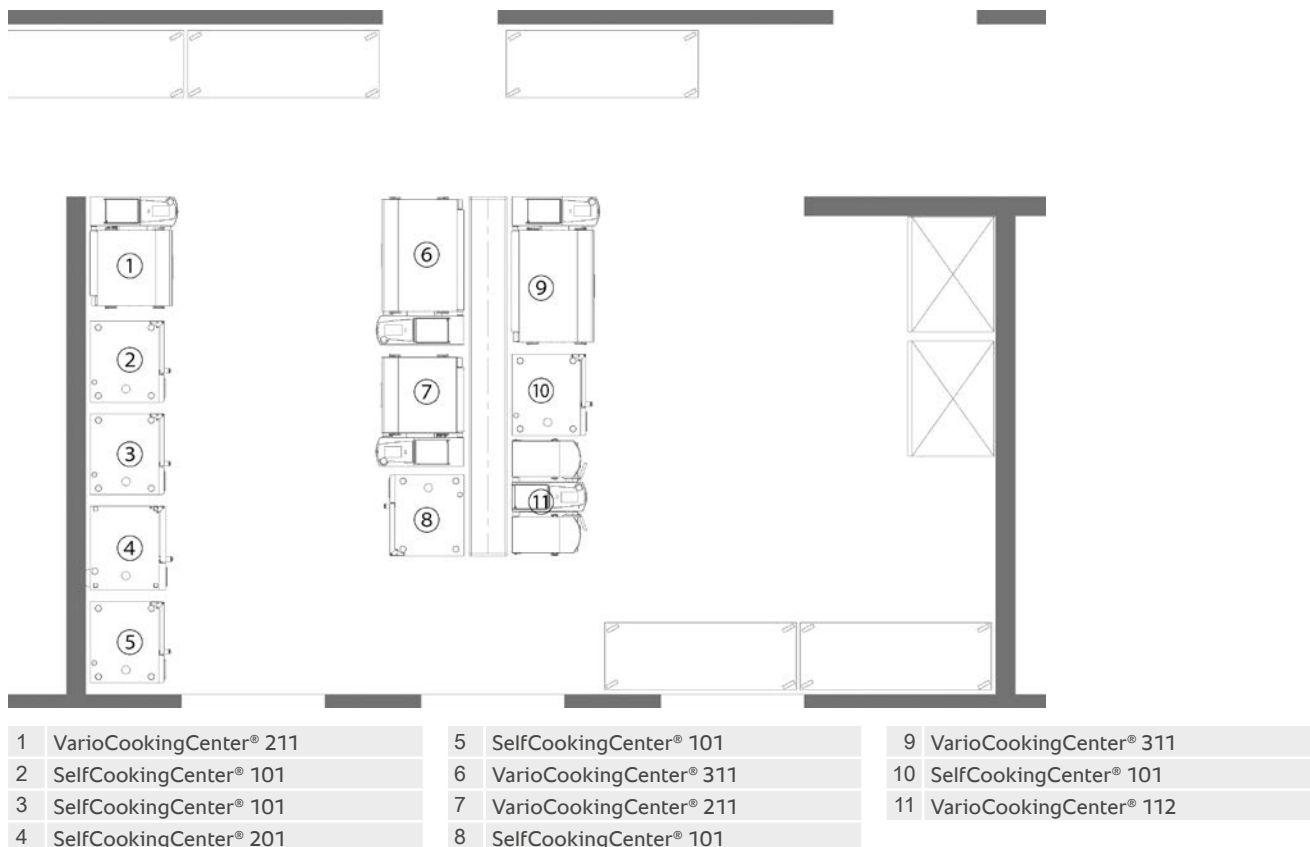 1
2
3
4
5
6
7
8
9
10
11
1 VarioCookingCenter® 211
2 SelfCookingCenter® 101
3 SelfCookingCenter® 101
4 SelfCookingCenter® 201
5 SelfCookingCenter® 101
6 VarioCookingCenter® 311
7 VarioCookingCenter® 211
8 SelfCookingCenter® 101
9 VarioCookingCenter® 311
10 SelfCookingCenter® 101
11 VarioCookingCenter® 112